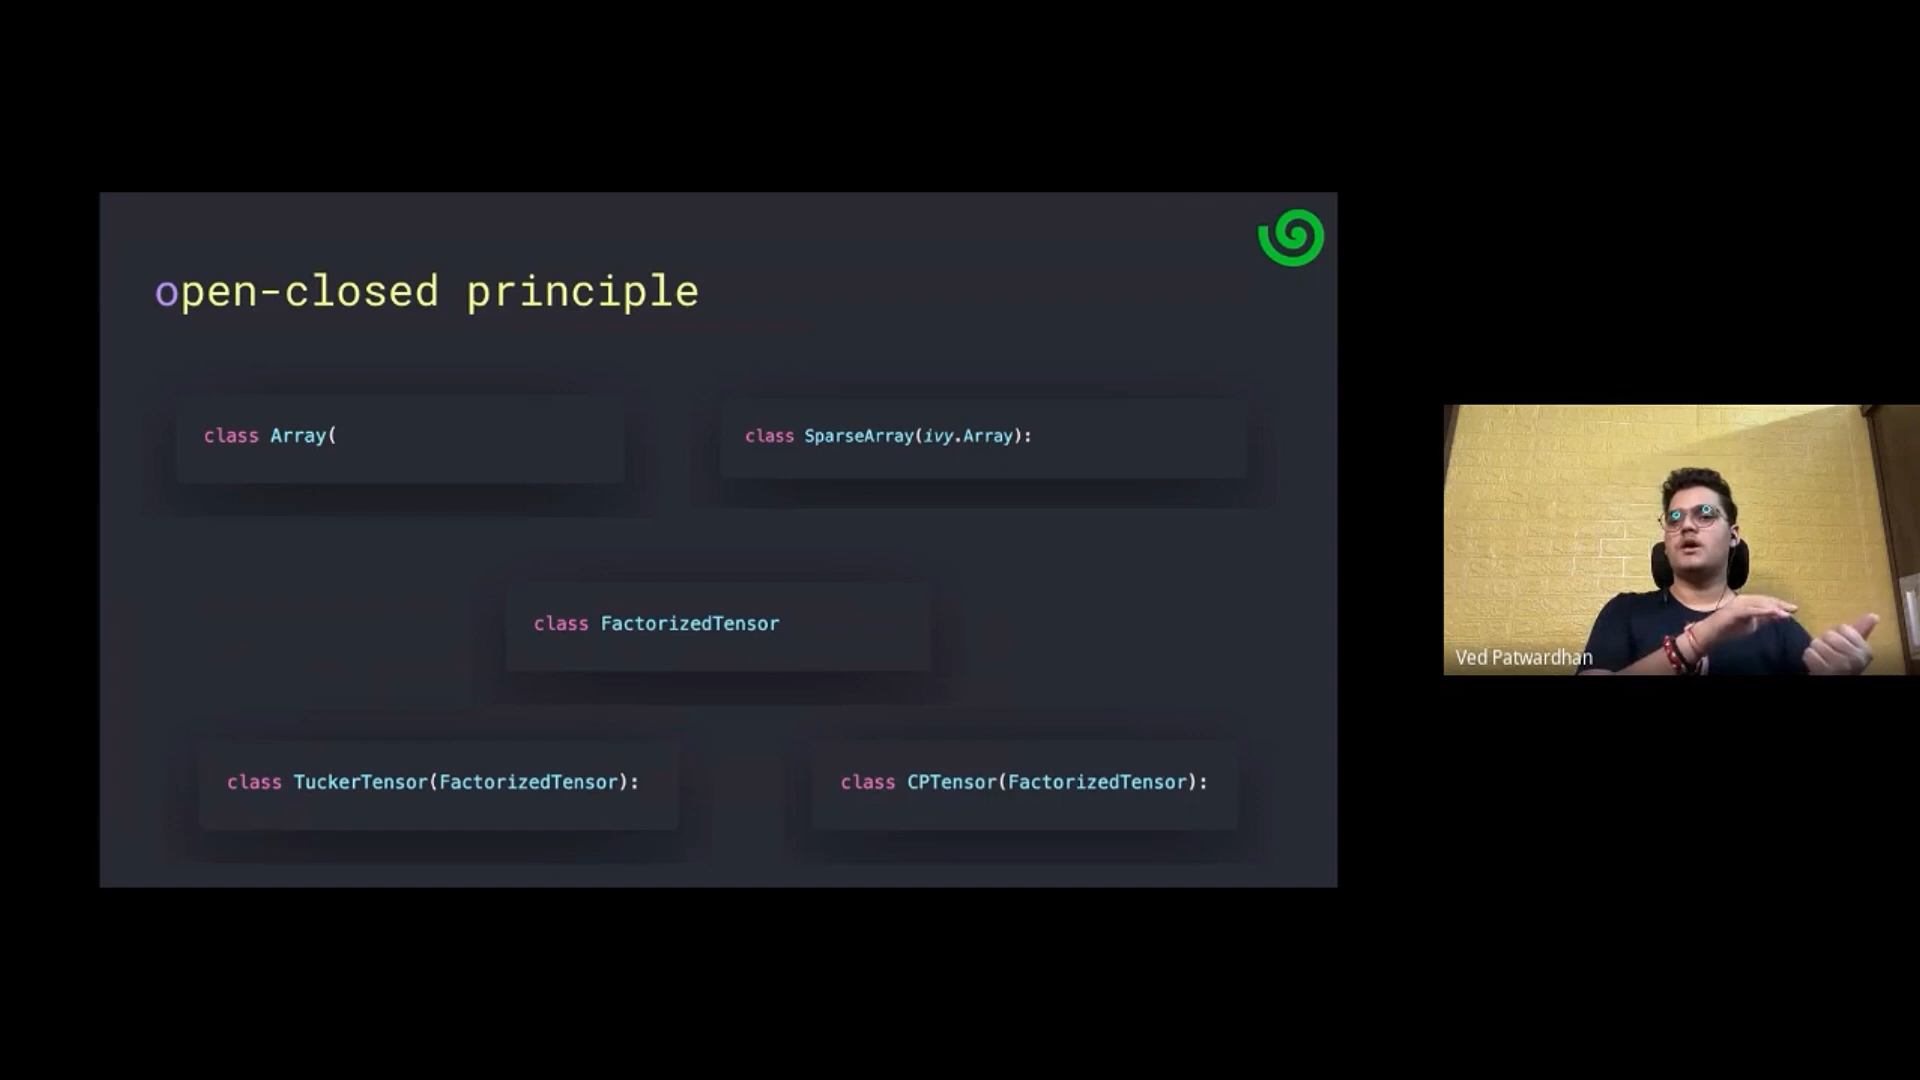 open-closed principle
class Array(
class SparseArray(ivy.Array):
class FactorizedTensor
class TuckerTensor(FactorizedTensor):
class CPTensor(FactorizedTensor):
Ved Patwardhan